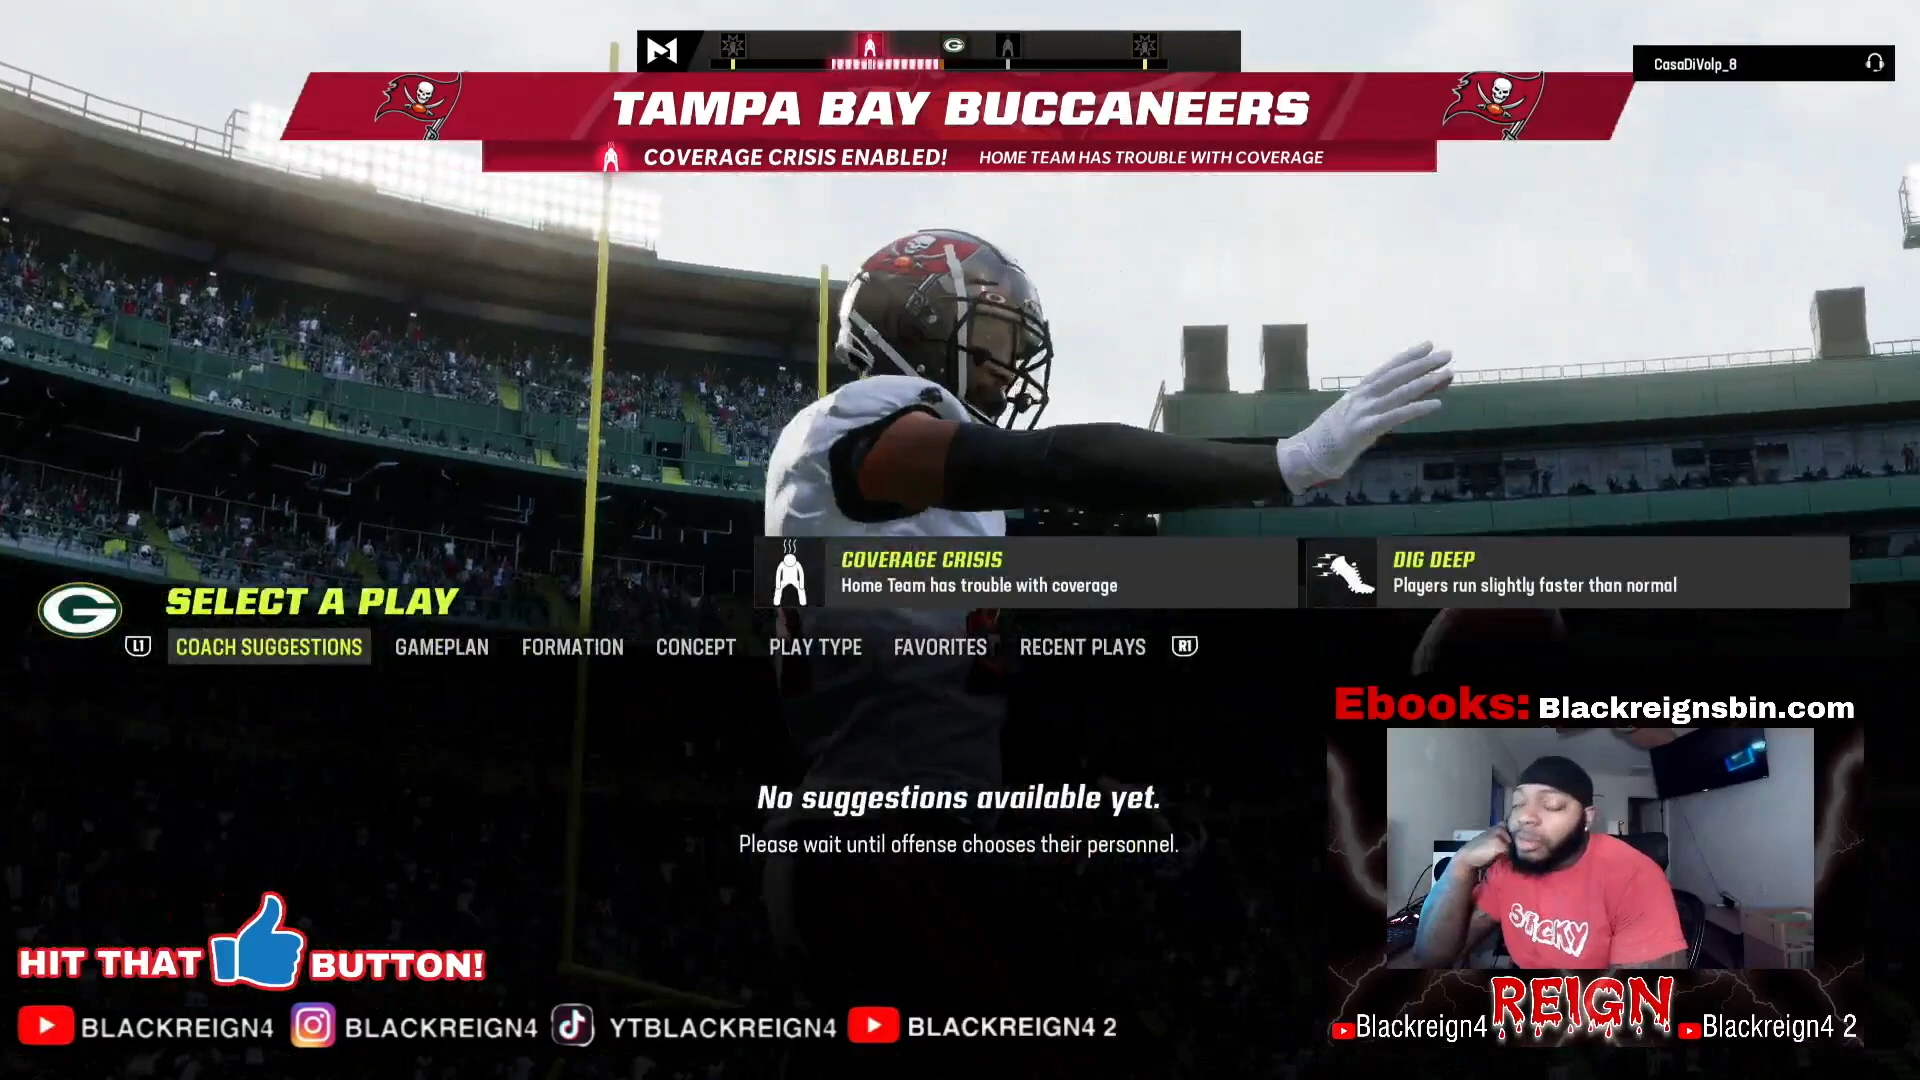 CasaDiVolp_8
TAMPA BAY BUCCANEERS
COVERAGE CRISIS ENABLED! HOME TEAM HAS TROUBLE WITH COVERAGE
COVERAGE CRISIS
Home Team has trouble with coverage
DIG DEEP
Players run slightly faster than normal
G
SELECT A PLAY
L1 COACH SUGGESTIONS GAMEPLAN FORMATION CONCEPT PLAY TYPE FAVORITES RECENT PLAYS R1
Ebooks: Blackreignsbin.com
No suggestions available yet.
Please wait until offense chooses their personnel.
STICKY
HIT THAT BUTTON!
BLACKREIGN4 BLACKREIGN4 YTBLACKREIGN4 BLACKREIGN4 2
Blackreign4 REIGN Blackreign4 2